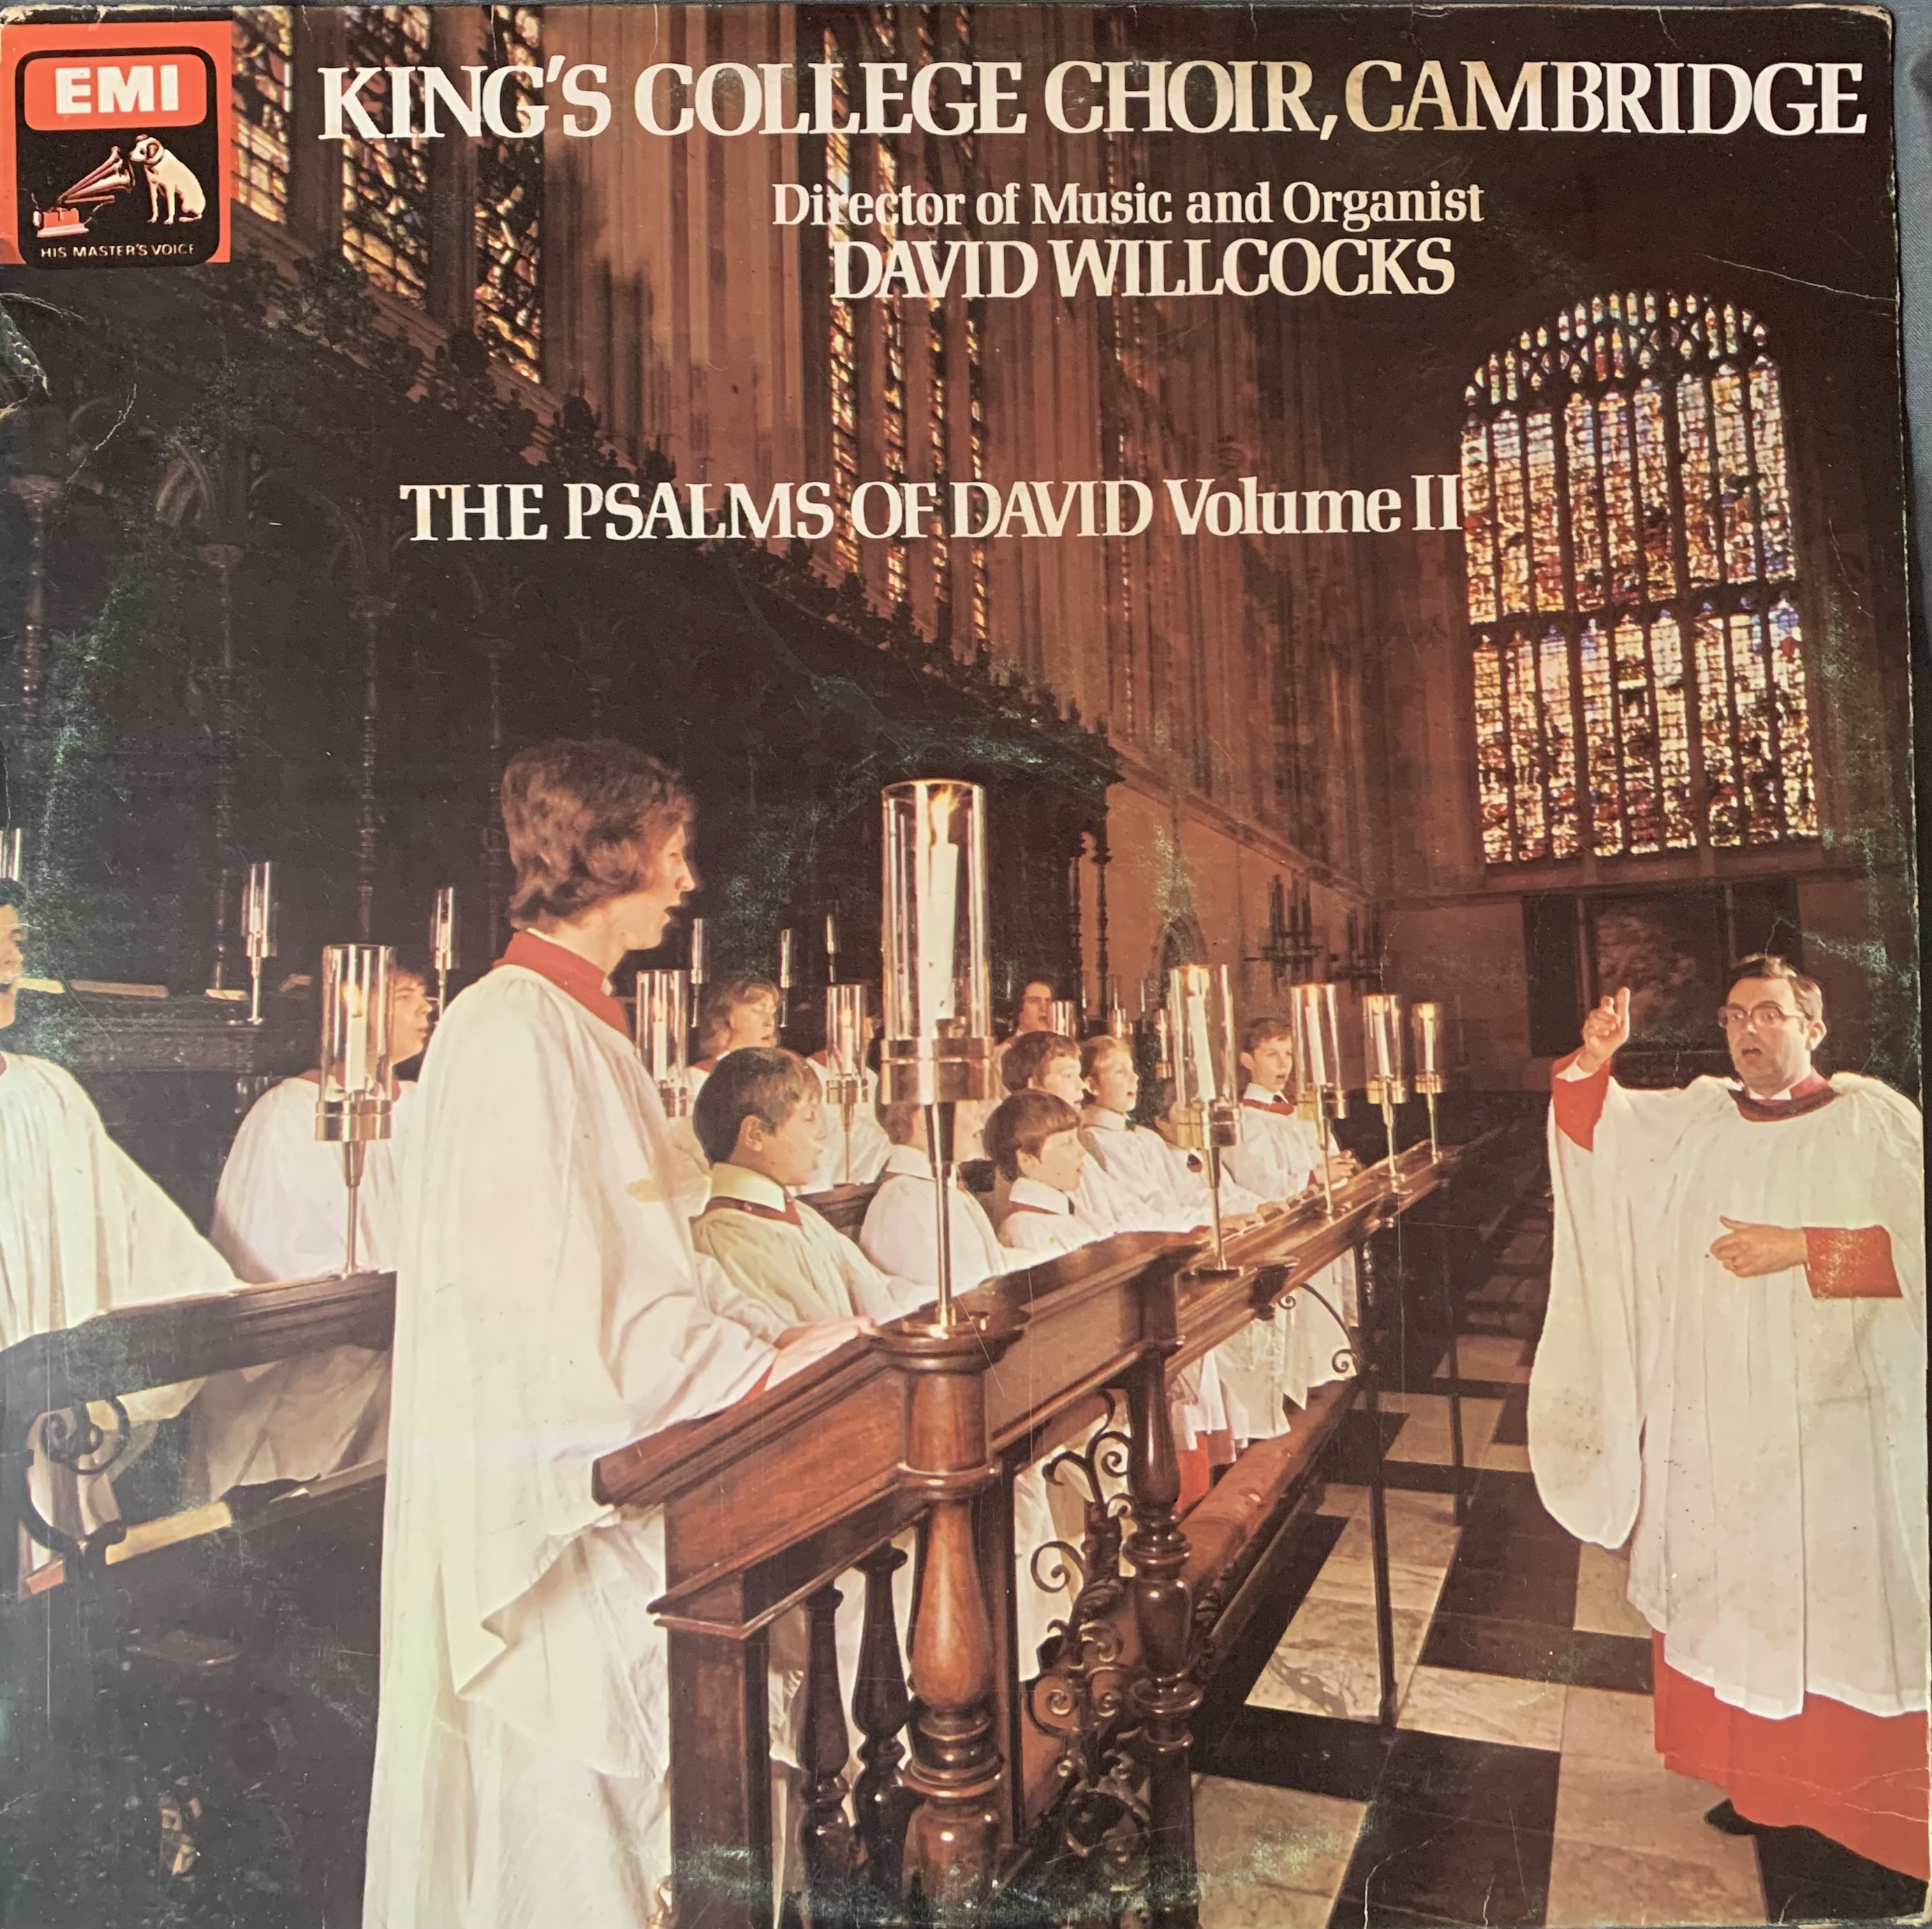 EMI
HIS MASTER'S VOICE
KING'S COLLEGE CHOIR, CAMBRIDGE
Director of Music and Organist
DAVID WILLCOCKS
THE PSALMS OF DAVID Volume II